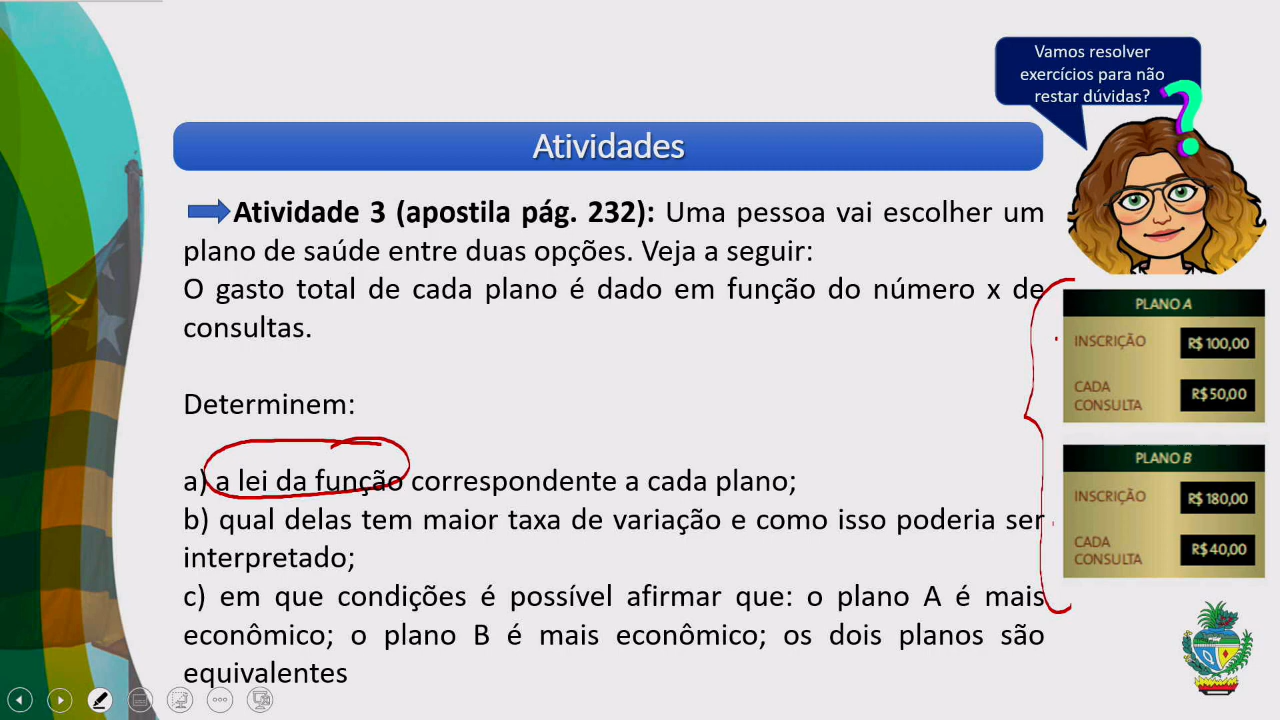 Vamos resolver
exercícios para não
restar dúvidas?
Atividades
Atividade 3 (apostila pág. 232): Uma pessoa vai escolher um
plano de saúde entre duas opções. Veja a seguir:
O gasto total de cada plano é dado em função do número x de
consultas.
Determinem:
a) a lei da função correspondente a cada plano;
b) qual delas tem maior taxa de variação e como isso poderia ser
interpretado;
c) em que condições é possível afirmar que: o plano A é mais
econômico; o plano B é mais econômico; os dois planos são
equivalentes
PLANO A
INSCRIÇÃO R$ 100,00
CADA
CONSULTA R$ 50,00
PLANO B
INSCRIÇÃO R$ 180,00
CADA
CONSULTA R$ 40,00